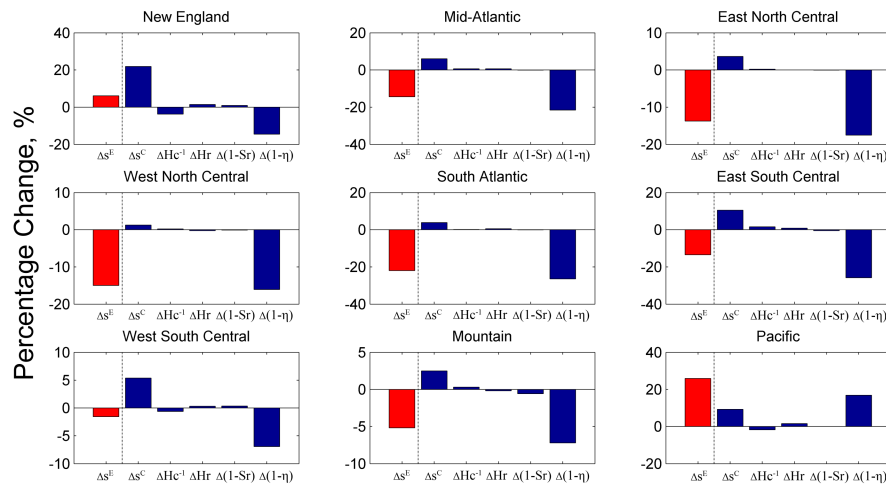 Percentage Change, %
New England
40
20
0
-20
Δsᴱ Δsᶜ ΔHc⁻¹ ΔHr Δ(1-Sr) Δ(1-η)
Mid-Atlantic
20
0
-20
-40
Δsᴱ Δsᶜ ΔHc⁻¹ ΔHr Δ(1-Sr) Δ(1-η)
East North Central
10
0
-10
-20
Δsᴱ Δsᶜ ΔHc⁻¹ ΔHr Δ(1-Sr) Δ(1-η)
West North Central
10
0
-10
-20
Δsᴱ Δsᶜ ΔHc⁻¹ ΔHr Δ(1-Sr) Δ(1-η)
South Atlantic
20
0
-20
-40
Δsᴱ Δsᶜ ΔHc⁻¹ ΔHr Δ(1-Sr) Δ(1-η)
East South Central
20
0
-20
-40
Δsᴱ Δsᶜ ΔHc⁻¹ ΔHr Δ(1-Sr) Δ(1-η)
West South Central
10
5
0
-5
-10
Δsᴱ Δsᶜ ΔHc⁻¹ ΔHr Δ(1-Sr) Δ(1-η)
Mountain
5
0
-5
-10
Δsᴱ Δsᶜ ΔHc⁻¹ ΔHr Δ(1-Sr) Δ(1-η)
Pacific
40
20
0
-20
Δsᴱ Δsᶜ ΔHc⁻¹ ΔHr Δ(1-Sr) Δ(1-η)